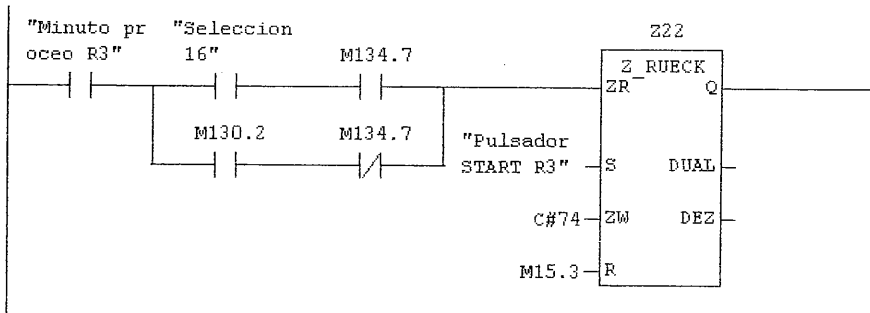 "Minuto pr
oceo R3"
"Seleccion
16"
M134.7
Z22
Z_RUECK
ZR Q
M130.2
M134.7
"Pulsador
START R3"
S DUAL
C#74
ZW DEZ
M15.3
R